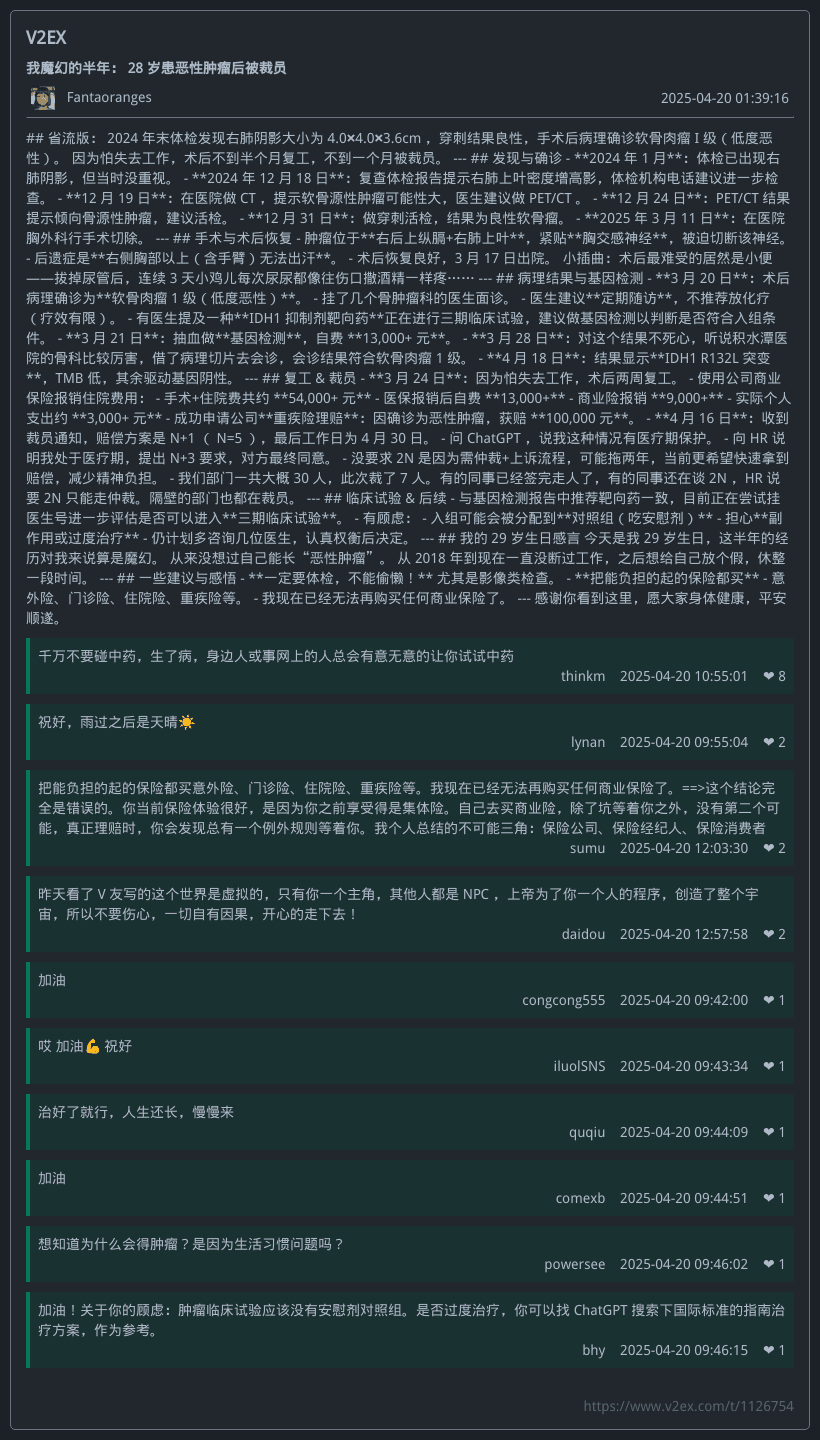 V2EX
我魔幻的半年：28 岁患恶性肿瘤后被裁员
Fantaoranges 2025-04-20 01:39:16
## 省流版： 2024 年末体检发现右肺阴影大小为 4.0×4.0×3.6cm ，穿刺结果良性，手术后病理确诊软骨肉瘤 I 级（低度恶
性）。 因为怕失去工作，术后不到半个月复工，不到一个月被裁员。 --- ## 发现与确诊 - **2024 年 1 月**：体检已出现右
肺阴影，但当时没重视。 - **2024 年 12 月 18 日**：复查体检报告提示右肺上叶密度增高影，体检机构电话建议进一步检
查。 - **12 月 19 日**：在医院做 CT ，提示软骨源性肿瘤可能性大，医生建议做 PET/CT 。 - **12 月 24 日**：PET/CT 结果
提示倾向骨源性肿瘤，建议活检。 - **12 月 31 日**：做穿刺活检，结果为良性软骨瘤。 - **2025 年 3 月 11 日**：在医院
胸外科行手术切除。 --- ## 手术与术后恢复 - 肿瘤位于**右后上纵膈+右肺上叶**，紧贴**胸交感神经**，被迫切断该神经。
- 后遗症是**右侧胸部以上（含手臂）无法出汗**。 - 术后恢复良好，3 月 17 日出院。 小插曲：术后最难受的居然是小便
——拔掉尿管后，连续 3 天小鸡儿每次尿尿都像往伤口撒酒精一样疼…… --- ## 病理结果与基因检测 - **3 月 20 日**：术后
病理确诊为**软骨肉瘤 1 级（低度恶性）**。 - 挂了几个骨肿瘤科的医生面诊。 - 医生建议**定期随访**，不推荐放化疗
（疗效有限）。 - 有医生提及一种**IDH1 抑制剂靶向药**正在进行三期临床试验，建议做基因检测以判断是否符合入组条
件。 - **3 月 21 日**：抽血做**基因检测**，自费 **13,000+ 元**。 - **3 月 28 日**：对这个结果不死心，听说积水潭医
院的骨科比较厉害，借了病理切片去会诊，会诊结果符合软骨肉瘤 1 级。 - **4 月 18 日**：结果显示**IDH1 R132L 突变
**，TMB 低，其余驱动基因阴性。 --- ## 复工 & 裁员 - **3 月 24 日**：因为怕失去工作，术后两周复工。 - 使用公司商业
保险报销住院费用： - 手术+住院费共约 **54,000+ 元** - 医保报销后自费 **13,000+** - 商业险报销 **9,000+** - 实际个人
支出约 **3,000+ 元** - 成功申请公司**重疾险理赔**：因确诊为恶性肿瘤，获赔 **100,000 元**。 - **4 月 16 日**：收到
裁员通知，赔偿方案是 N+1 （ N=5 ），最后工作日为 4 月 30 日。 - 问 ChatGPT ，说我这种情况有医疗期保护。 - 向 HR 说
明我处于医疗期，提出 N+3 要求，对方最终同意。 - 没要求 2N 是因为需仲裁+上诉流程，可能拖两年，当前更希望快速拿到
赔偿，减少精神负担。 - 我们部门一共大概 30 人，此次裁了 7 人。有的同事已经签完走人了，有的同事还在谈 2N ，HR 说
要 2N 只能走仲裁。隔壁的部门也都在裁员。 --- ## 临床试验 & 后续 - 与基因检测报告中推荐靶向药一致，目前正在尝试挂
医生号进一步评估是否可以进入**三期临床试验**。 - 有顾虑： - 入组可能会被分配到**对照组（吃安慰剂）** - 担心**副
作用或过度治疗** - 仍计划多咨询几位医生，认真权衡后决定。 --- ## 我的 29 岁生日感言 今天是我 29 岁生日，这半年的经
历对我来说算是魔幻。 从来没想过自己能长“恶性肿瘤”。 从 2018 年到现在一直没断过工作，之后想给自己放个假，休整
一段时间。 --- ## 一些建议与感悟 - **一定要体检，不能偷懒！** 尤其是影像类检查。 - **把能负担的起的保险都买** - 意
外险、门诊险、住院险、重疾险等。 - 我现在已经无法再购买任何商业保险了。 --- 感谢你看到这里，愿大家身体健康，平安
顺遂。
千万不要碰中药，生了病，身边人或事网上的人总会有意无意的让你试试中药
thinkm 2025-04-20 10:55:01 ❤ 8
祝好，雨过之后是天晴☀️
lynan 2025-04-20 09:55:04 ❤ 2
把能负担的起的保险都买意外险、门诊险、住院险、重疾险等。我现在已经无法再购买任何商业保险了。==>这个结论完
全是错误的。你当前保险体验很好，是因为你之前享受得是集体险。自己去买商业险，除了坑等着你之外，没有第二个可
能，真正理赔时，你会发现总有一个例外规则等着你。我个人总结的不可能三角：保险公司、保险经纪人、保险消费者
sumu 2025-04-20 12:03:30 ❤ 2
昨天看了 V 友写的这个世界是虚拟的，只有你一个主角，其他人都是 NPC ，上帝为了你一个人的程序，创造了整个宇
宙，所以不要伤心，一切自有因果，开心的走下去！
daidou 2025-04-20 12:57:58 ❤ 2
加油
congcong555 2025-04-20 09:42:00 ❤ 1
哎 加油💪 祝好
iluolSNS 2025-04-20 09:43:34 ❤ 1
治好了就行，人生还长，慢慢来
quqiu 2025-04-20 09:44:09 ❤ 1
加油
comexb 2025-04-20 09:44:51 ❤ 1
想知道为什么会得肿瘤？是因为生活习惯问题吗？
powersee 2025-04-20 09:46:02 ❤ 1
加油！关于你的顾虑：肿瘤临床试验应该没有安慰剂对照组。是否过度治疗，你可以找 ChatGPT 搜索下国际标准的指南治
疗方案，作为参考。
bhy 2025-04-20 09:46:15 ❤ 1
https://www.v2ex.com/t/1126754